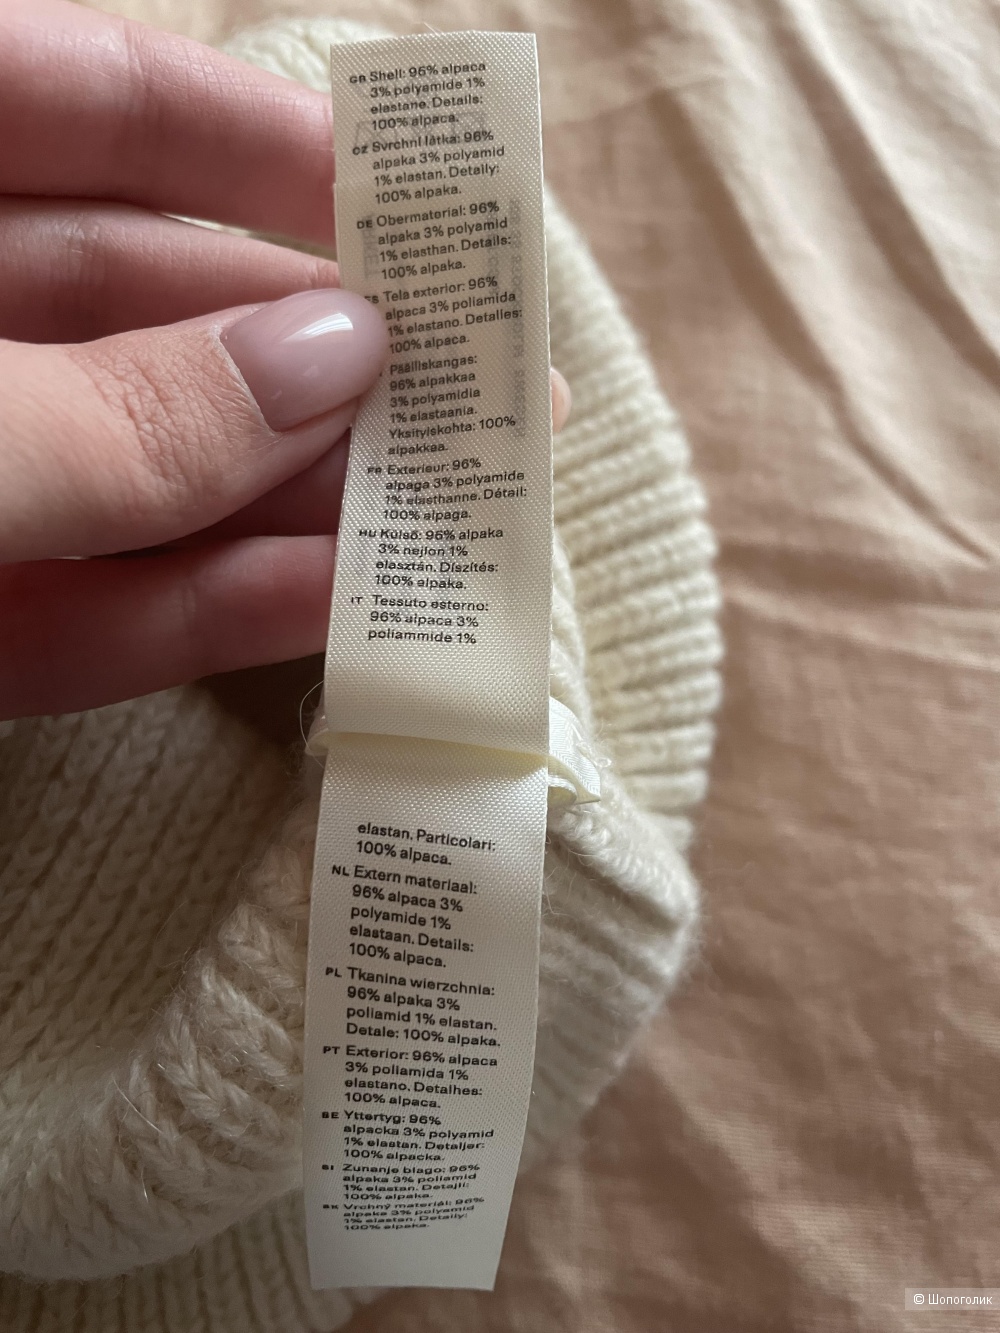 GB Shell: 96% alpaca
3% polyamide 1%
elastane. Details:
100% alpaca.
CZ Svrchní látka: 96%
alpaka 3% polyamid
1% elastan. Detaily:
100% alpaka.
DE Obermaterial: 96%
alpaka 3% polyamid
1% elasthan. Details:
100% alpaka.
ES Tela exterior: 96%
alpaca 3% poliamida
1% elastano. Detalles:
100% alpaca.
Päälliskangas:
96% alpakkaa
3% polyamidia
1% elastaania.
Yksityiskohta: 100%
alpakkaa.
FR Exterieur: 96%
alpaga 3% polyamide
1% elasthanne. Détail:
100% alpaga.
HU Külső: 96% alpaka
3% nejlon 1%
elasztán. Díszítés:
100% alpaka.
IT Tessuto esterno:
96% alpaca 3%
poliammide 1%
elastan. Particolari:
100% alpaca.
NL Extern materiaal:
96% alpaca 3%
polyamide 1%
elastaan. Details:
100% alpaca.
PL Tkanina wierzchnia:
96% alpaka 3%
poliamid 1% elastan.
Detale: 100% alpaka.
PT Exterior: 96% alpaca
3% poliamida 1%
elastano. Detalhes:
100% alpaca.
SE Yttertyg: 96%
alpacka 3% polyamid
1% elastan. Detaljer:
100% alpacka.
SI Zunanje blago: 96%
alpaka 3% poliamid
1% elastan. Detajli:
100% alpaka.
SK Vrchný materiál: 96%
alpaka 3% polyamid
1% elastan. Detaily:
100% alpaka.
© Шопоголик